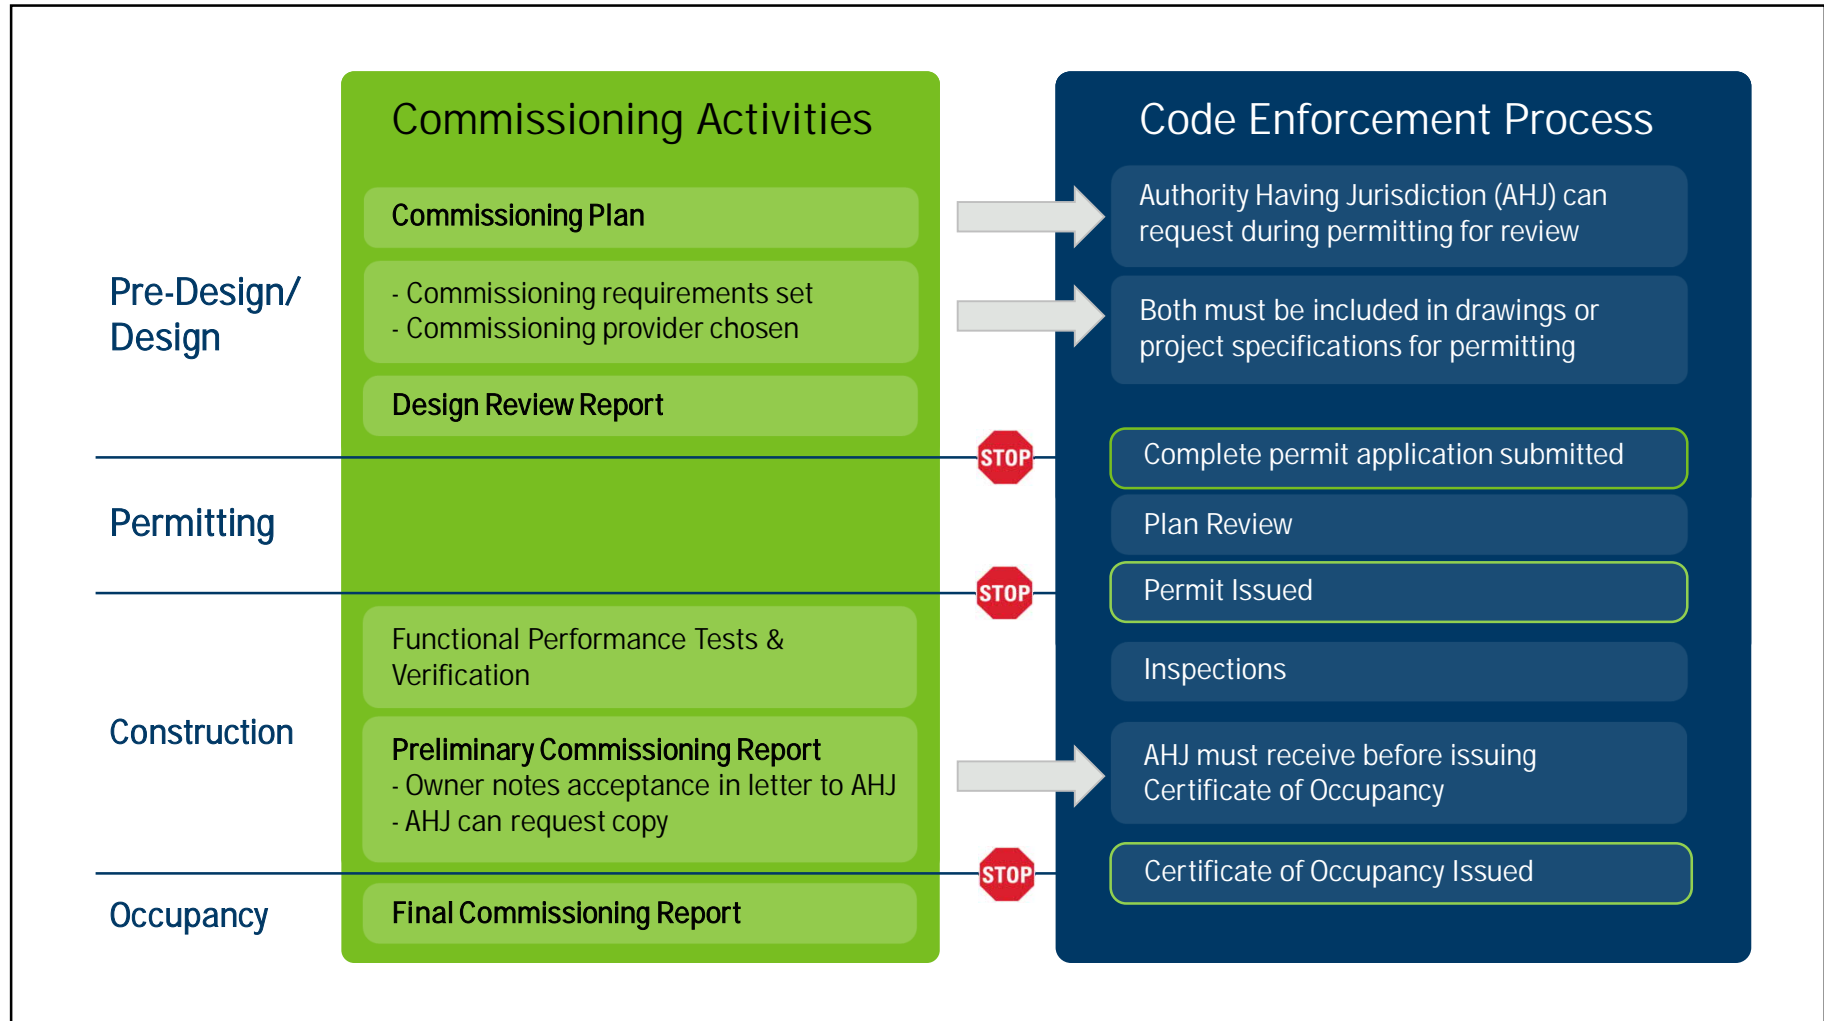 Commissioning Activities
Code Enforcement Process
Pre-Design/
Design
Commissioning Plan
Authority Having Jurisdiction (AHJ) can
request during permitting for review
- Commissioning requirements set
- Commissioning provider chosen
Both must be included in drawings or
project specifications for permitting
Design Review Report
STOP
Complete permit application submitted
Permitting
Plan Review
STOP
Permit Issued
Construction
Functional Performance Tests &
Verification
Inspections
Preliminary Commissioning Report
- Owner notes acceptance in letter to AHJ
- AHJ can request copy
AHJ must receive before issuing
Certificate of Occupancy
STOP
Certificate of Occupancy Issued
Occupancy
Final Commissioning Report